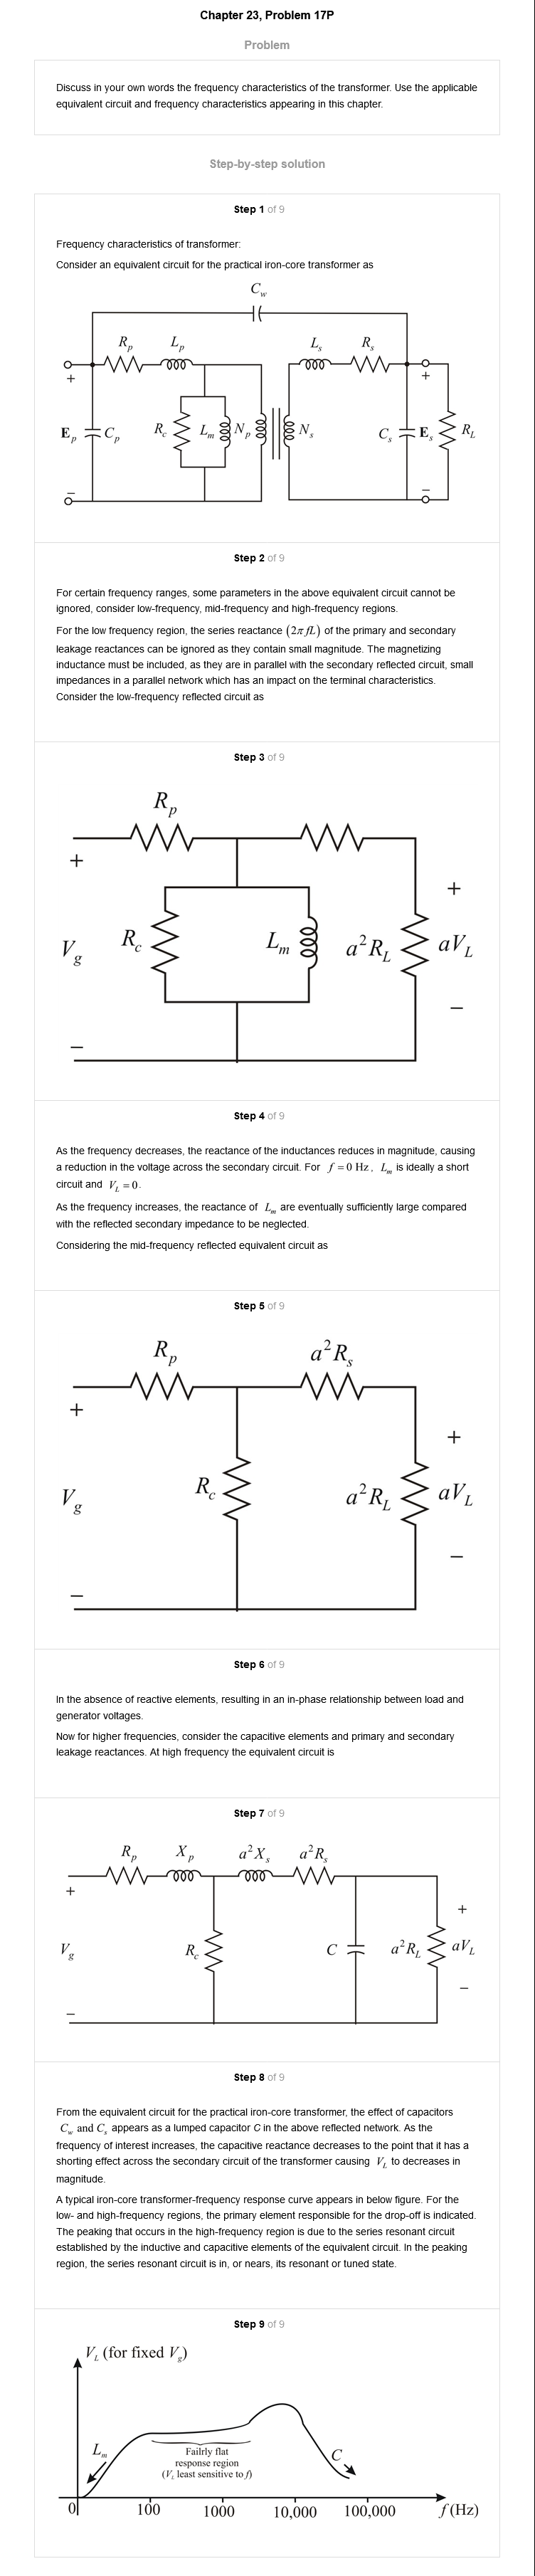 Chapter 23, Problem 17P
Problem
Discuss in your own words the frequency characteristics of the transformer. Use the applicable
equivalent circuit and frequency characteristics appearing in this chapter.
Step-by-step solution
Step 1 of 9
Frequency characteristics of transformer:
Consider an equivalent circuit for the practical iron-core transformer as
C_w
R_p L_p L_s R_s
+ +
E_p C_p R_c L_m N_p N_s C_s E_s R_L
− −
Step 2 of 9
For certain frequency ranges, some parameters in the above equivalent circuit cannot be
ignored, consider low-frequency, mid-frequency and high-frequency regions.
For the low frequency region, the series reactance (2π fL) of the primary and secondary
leakage reactances can be ignored as they contain small magnitude. The magnetizing
inductance must be included, as they are in parallel with the secondary reflected circuit, small
impedances in a parallel network which has an impact on the terminal characteristics.
Consider the low-frequency reflected circuit as
Step 3 of 9
R_p
+
+
V_g R_c L_m a²R_L aV_L
−
−
Step 4 of 9
As the frequency decreases, the reactance of the inductances reduces in magnitude, causing
a reduction in the voltage across the secondary circuit. For f = 0 Hz, L_m is ideally a short
circuit and V_L = 0.
As the frequency increases, the reactance of L_m are eventually sufficiently large compared
with the reflected secondary impedance to be neglected.
Considering the mid-frequency reflected equivalent circuit as
Step 5 of 9
R_p a²R_s
+
+
V_g R_c a²R_L aV_L
−
−
Step 6 of 9
In the absence of reactive elements, resulting in an in-phase relationship between load and
generator voltages.
Now for higher frequencies, consider the capacitive elements and primary and secondary
leakage reactances. At high frequency the equivalent circuit is
Step 7 of 9
R_p X_p a²X_s a²R_s
+
+
V_g R_c C a²R_L aV_L
−
−
Step 8 of 9
From the equivalent circuit for the practical iron-core transformer, the effect of capacitors
C_w and C_s appears as a lumped capacitor C in the above reflected network. As the
frequency of interest increases, the capacitive reactance decreases to the point that it has a
shorting effect across the secondary circuit of the transformer causing V_L to decreases in
magnitude.
A typical iron-core transformer-frequency response curve appears in below figure. For the
low- and high-frequency regions, the primary element responsible for the drop-off is indicated.
The peaking that occurs in the high-frequency region is due to the series resonant circuit
established by the inductive and capacitive elements of the equivalent circuit. In the peaking
region, the series resonant circuit is in, or nears, its resonant or tuned state.
Step 9 of 9
V_L (for fixed V_g)
L_m C
Failrly flat
response region
(V_L least sensitive to f)
0 100 1000 10,000 100,000 f (Hz)